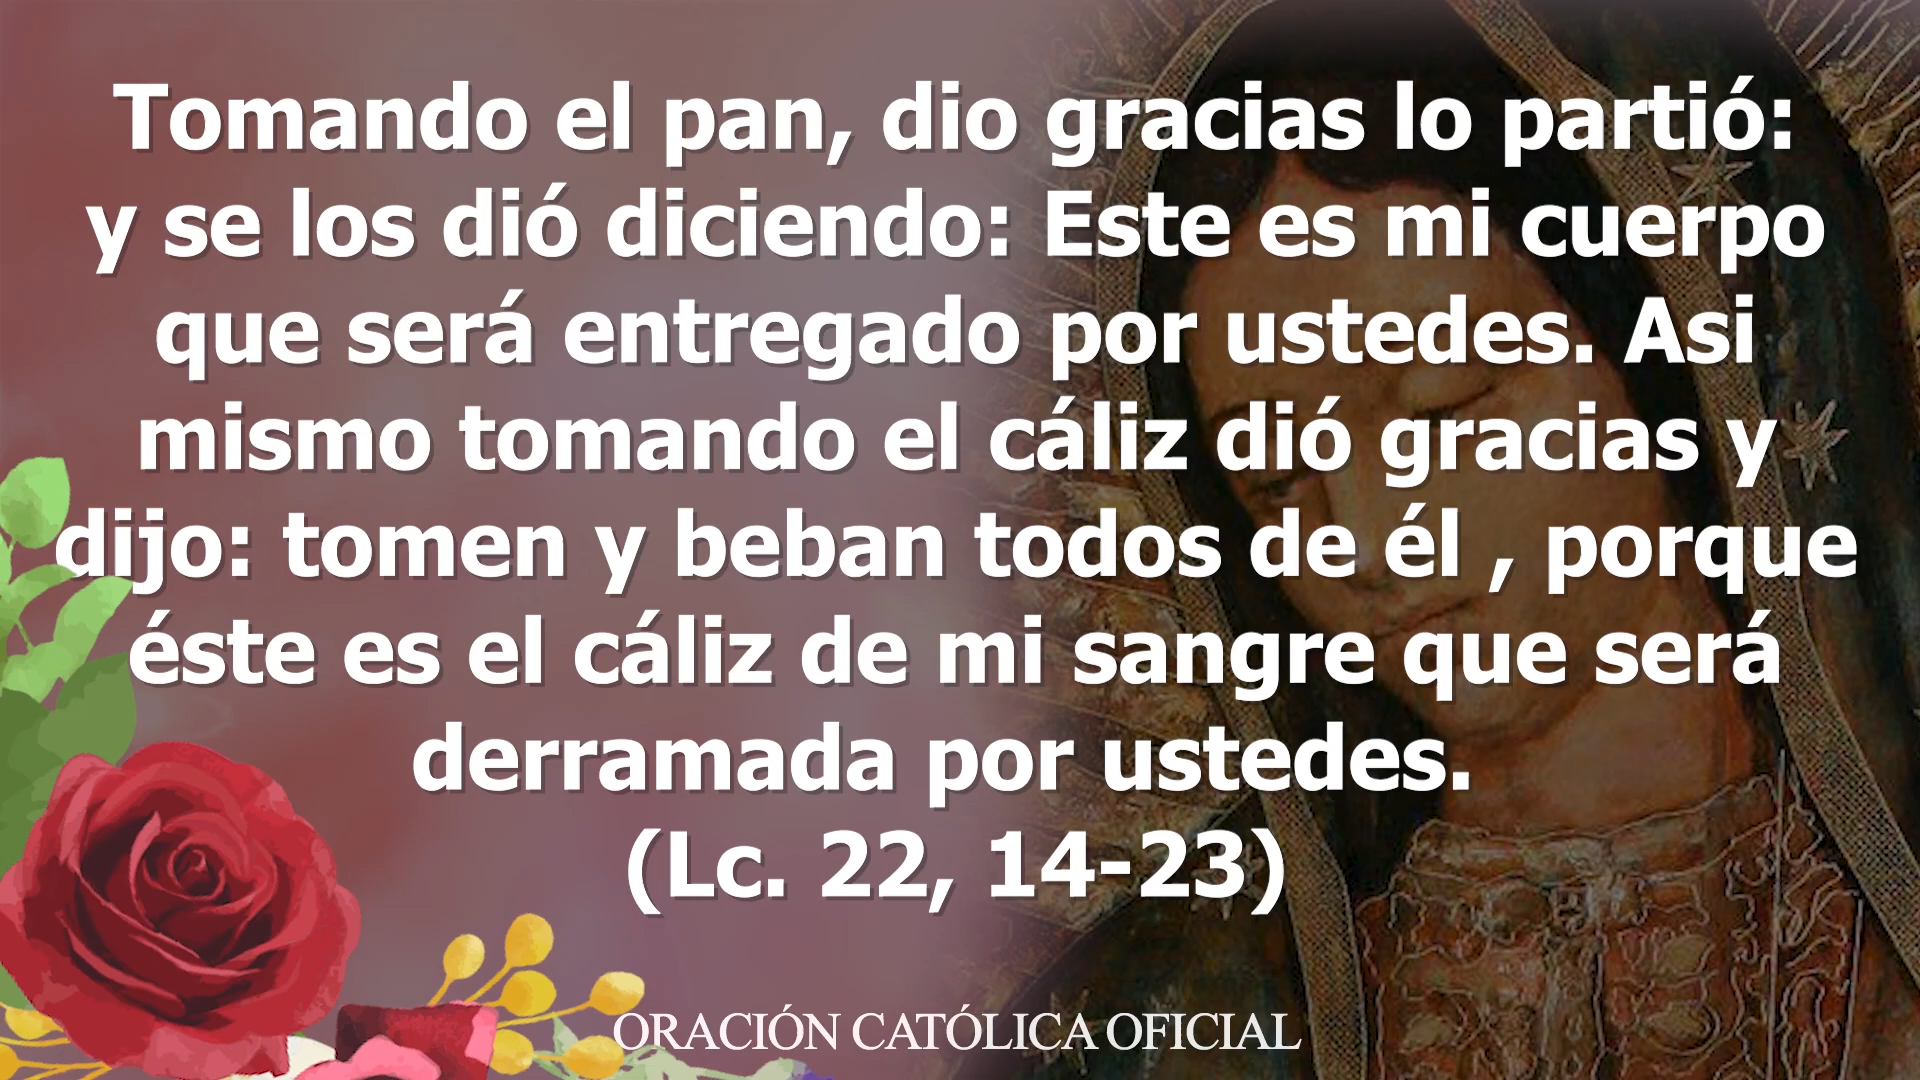 Tomando el pan, dio gracias lo partió:
y se los dió diciendo: Este es mi cuerpo
que será entregado por ustedes. Asi
mismo tomando el cáliz dió gracias y
dijo: tomen y beban todos de él , porque
éste es el cáliz de mi sangre que será
derramada por ustedes.
(Lc. 22, 14-23)
ORACIÓN CATÓLICA OFICIAL